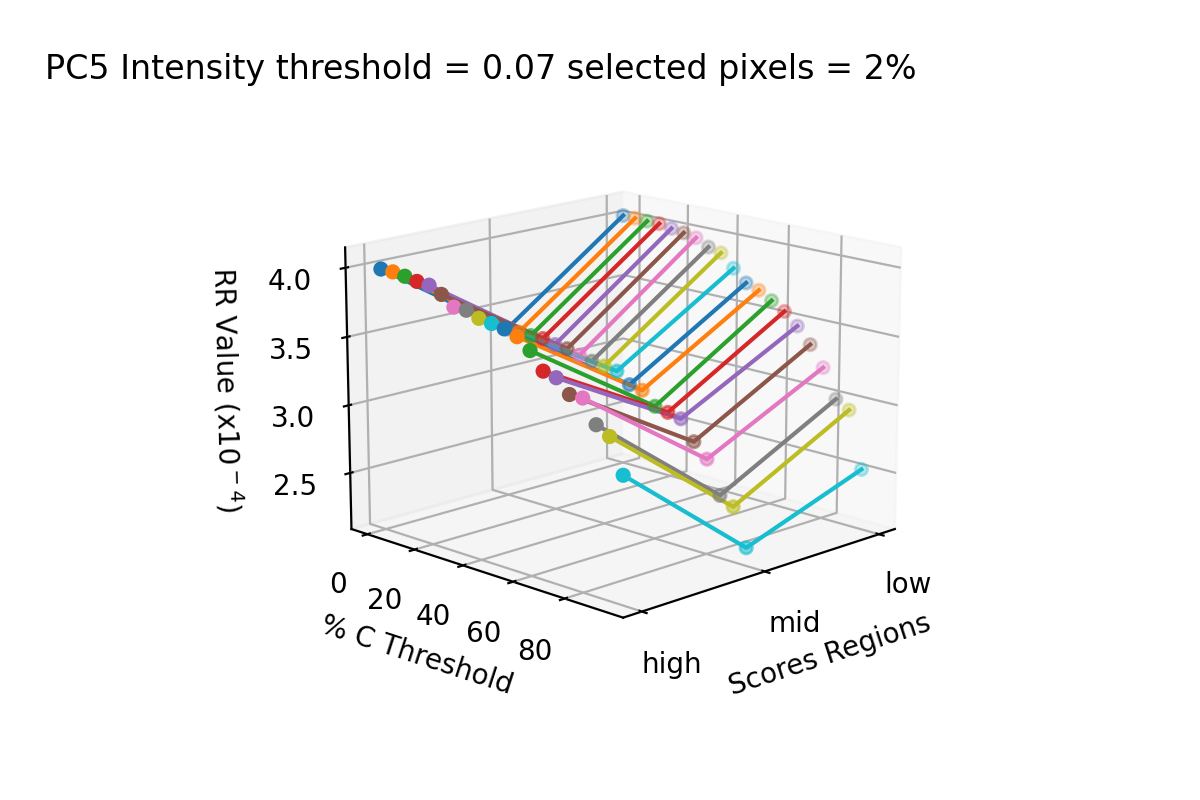 PC5 Intensity threshold = 0.07 selected pixels = 2%
RR Value (x10⁻⁴)
4.0
3.5
3.0
2.5
0
20
40
60
80
% C Threshold
high
mid
low
Scores Regions